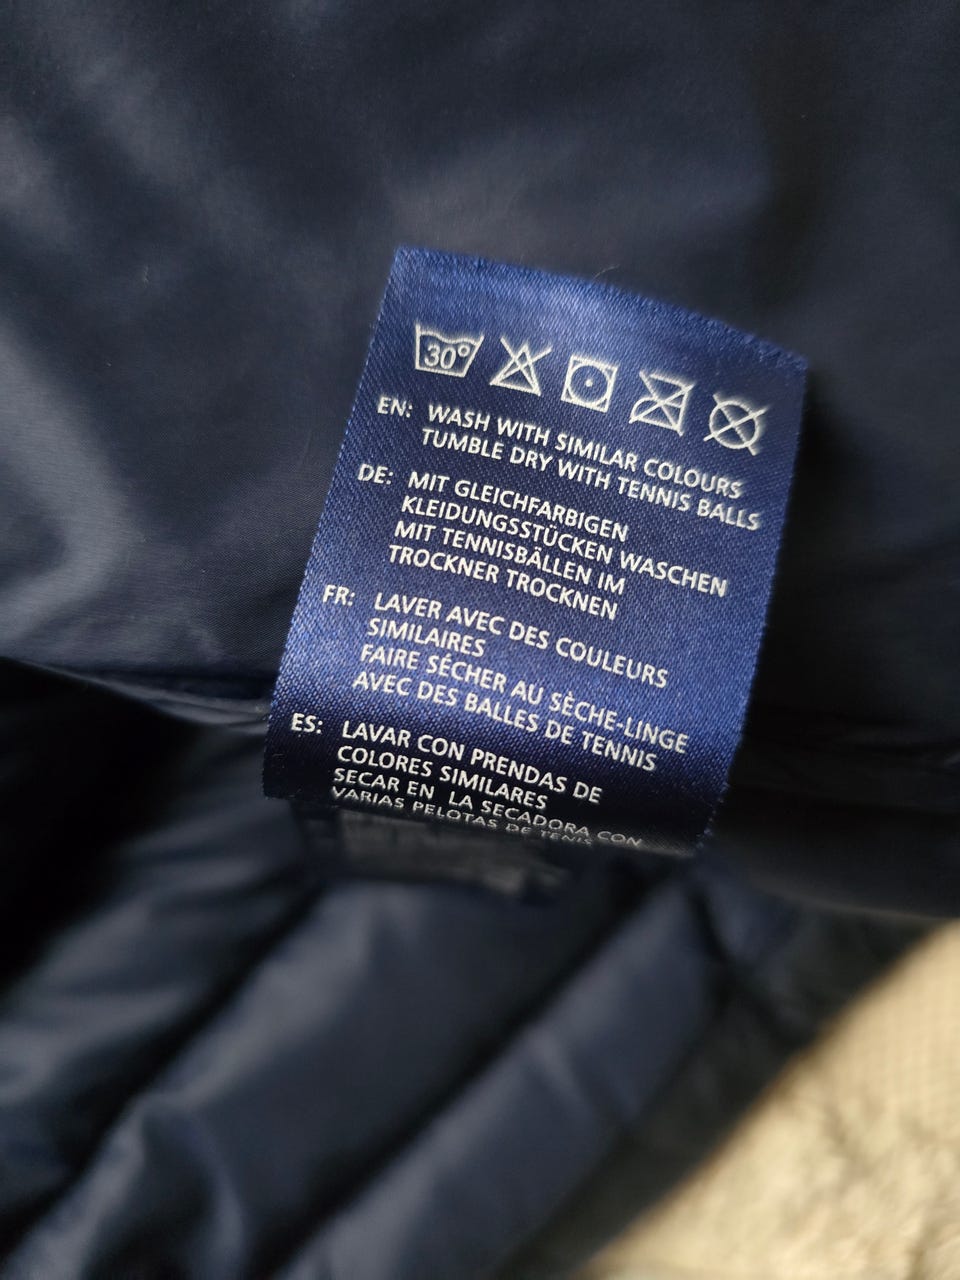 30°
EN: WASH WITH SIMILAR COLOURS
TUMBLE DRY WITH TENNIS BALLS
DE: MIT GLEICHFARBIGEN
KLEIDUNGSSTÜCKEN WASCHEN
MIT TENNISBÄLLEN IM
TROCKNER TROCKNEN
FR: LAVER AVEC DES COULEURS
SIMILAIRES
FAIRE SÉCHER AU SÈCHE-LINGE
AVEC DES BALLES DE TENNIS
ES: LAVAR CON PRENDAS DE
COLORES SIMILARES
SECAR EN LA SECADORA CON
VARIAS PELOTAS DE TENIS